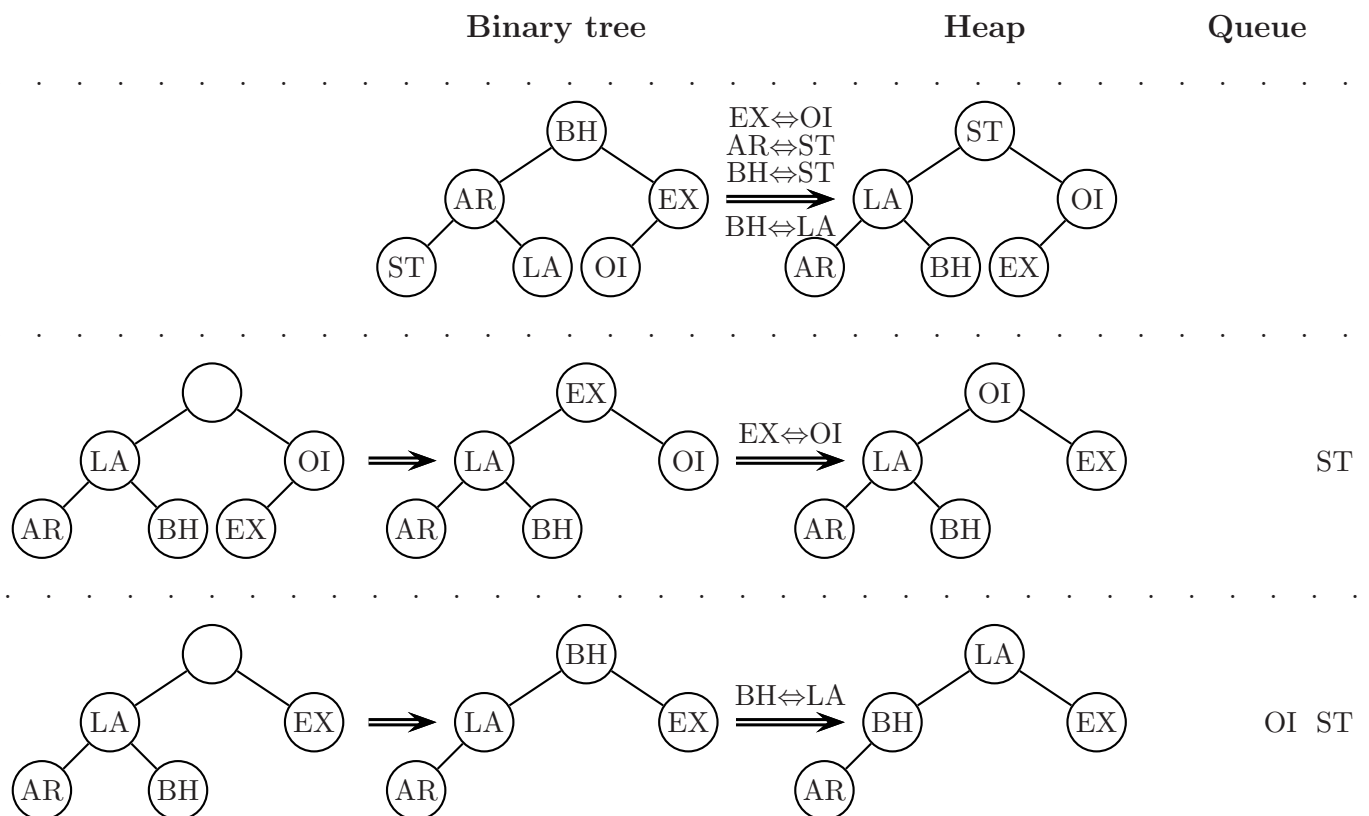 Binary tree Heap Queue
EX⇔OI
BH ST
AR⇔ST
BH⇔ST
AR EX LA OI
BH⇔LA
ST LA OI AR BH EX
EX OI
EX⇔OI
LA OI LA OI LA EX ST
AR BH EX AR BH AR BH
BH LA
BH⇔LA
LA EX LA EX BH EX OI ST
AR BH AR AR